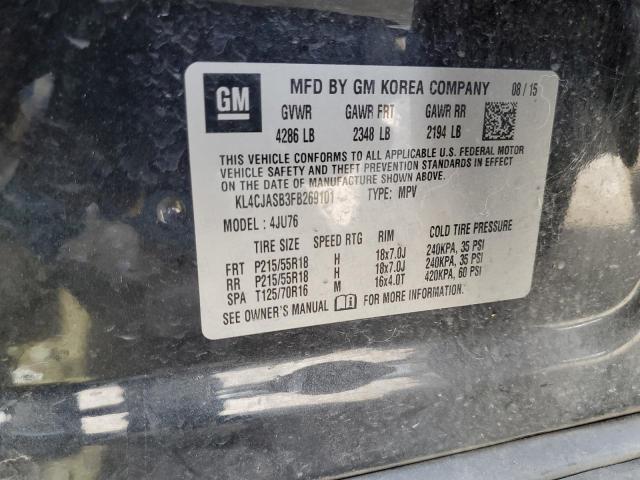 GM MFD BY GM KOREA COMPANY 08 / 15
GVWR GAWR FRT GAWR RR
4286 LB 2348 LB 2194 LB
THIS VEHICLE CONFORMS TO ALL APPLICABLE U.S. FEDERAL MOTOR
VEHICLE SAFETY AND THEFT PREVENTION STANDARDS IN EFFECT
ON THE DATE OF MANUFACTURE SHOWN ABOVE.
KL4CJASB3FB269101 TYPE: MPV
MODEL : 4JU76
TIRE SIZE SPEED RTG RIM COLD TIRE PRESSURE
FRT P215/55R18 H 18x7.0J 240KPA, 35 PSI
RR P215/55R18 H 18x7.0J 240KPA, 35 PSI
SPA T125/70R16 M 16x4.0T 420KPA, 60 PSI
SEE OWNER'S MANUAL FOR MORE INFORMATION.